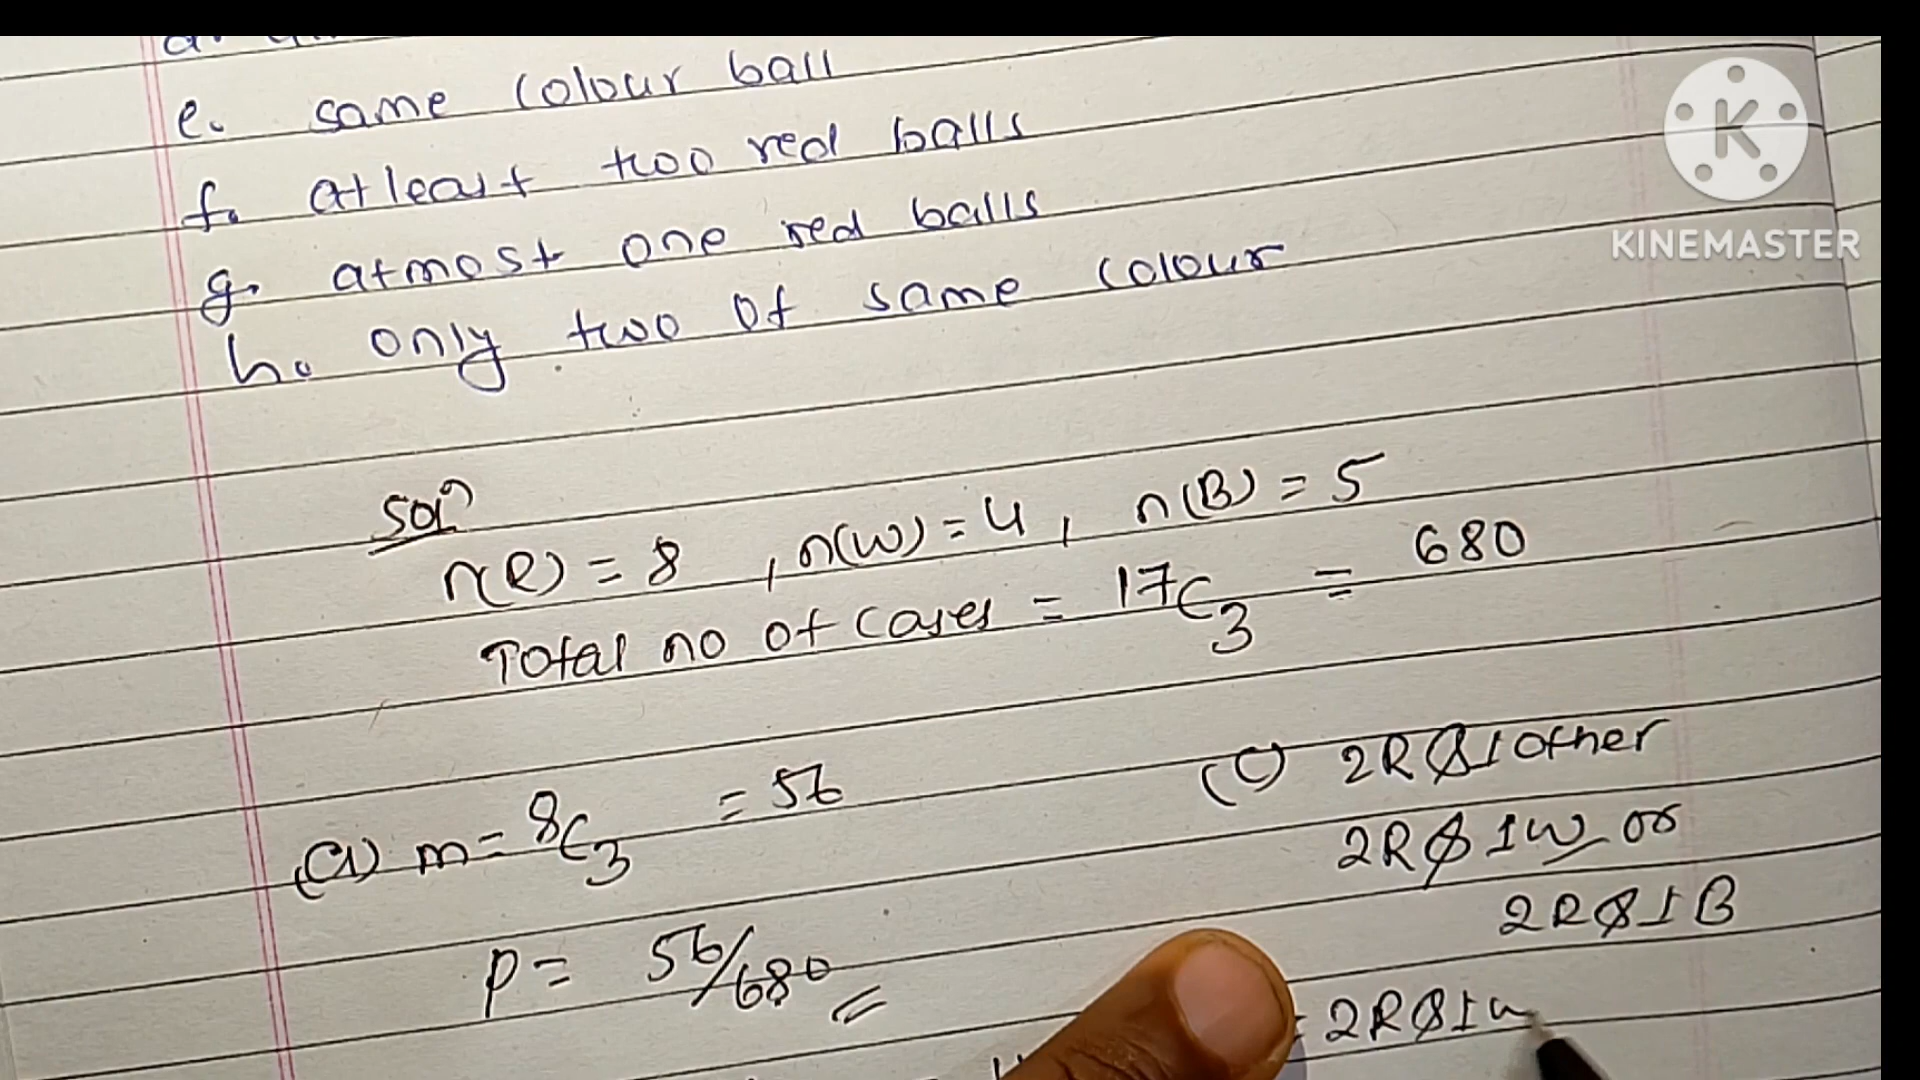 e. same colour ball
f. atleast two red balls
g. atmost one red balls
h. only two of same colour
K
KINEMASTER
Solⁿ
n(R) = 8 , n(W) = 4 , n(B) = 5
Total no of cases = 17C3 = 680
(a) m = 8C3 = 56
P = 56/680
(c) 2R & 1 other
2R & 1W or
2R & 1B
= 2R & 1W